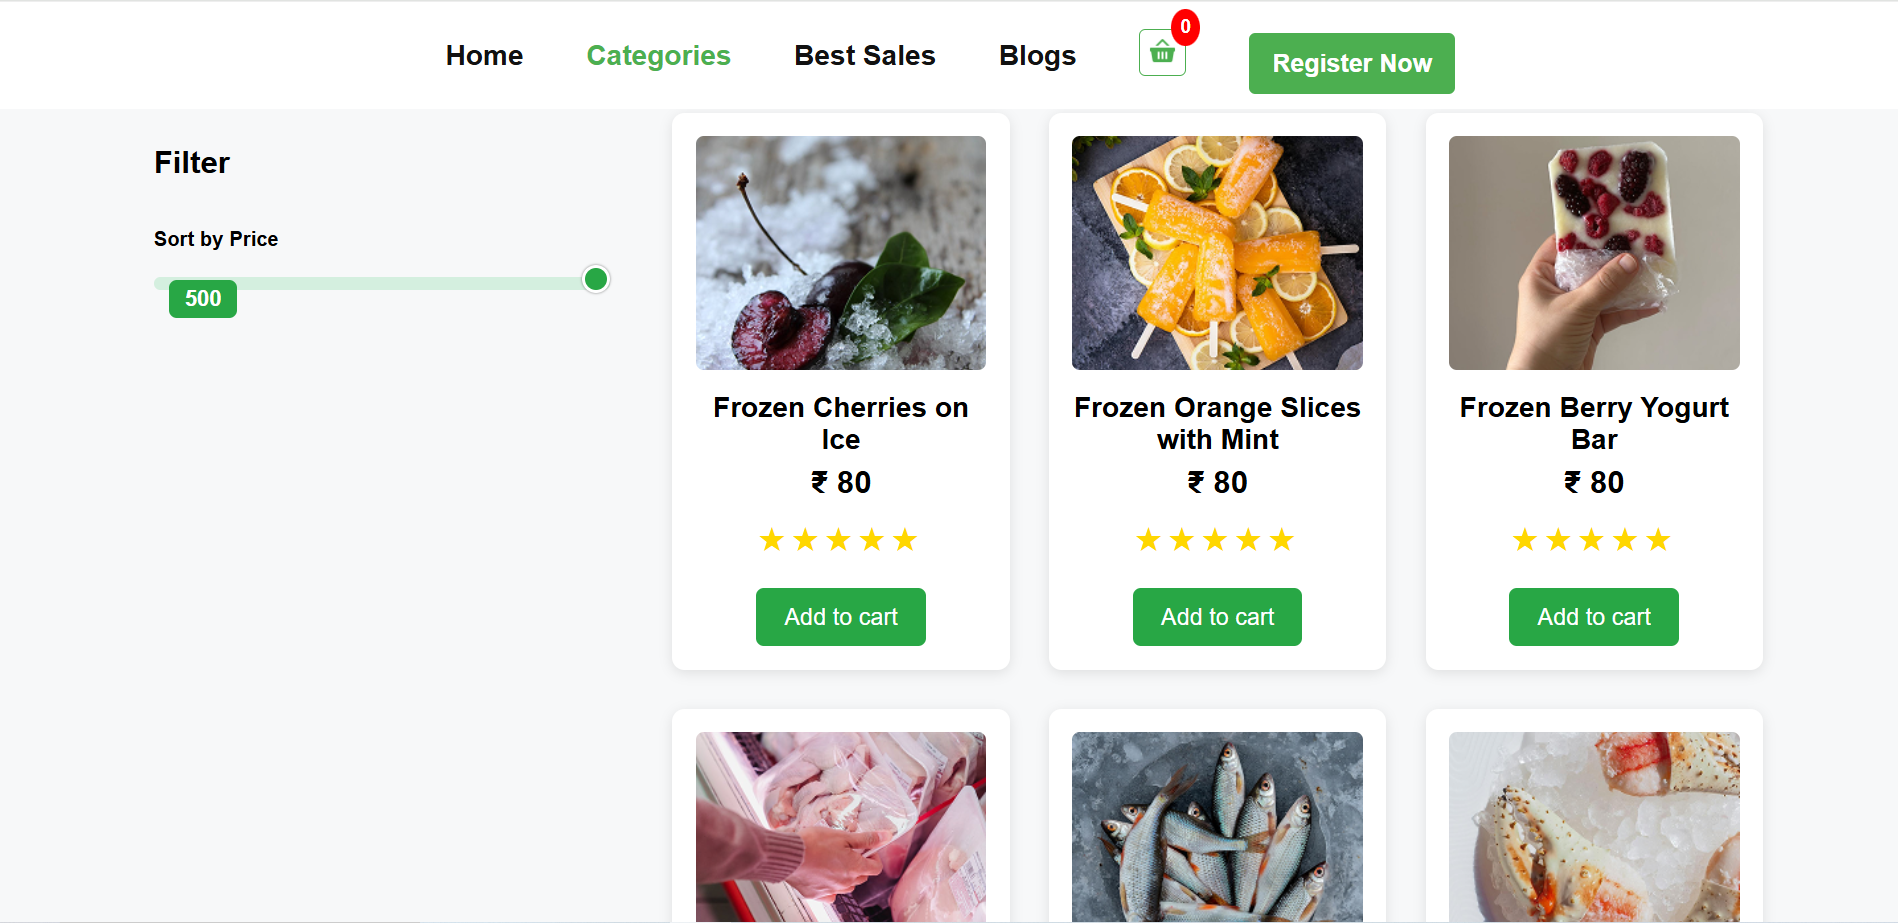 Home
Categories
Best Sales
Blogs
0
Register Now
Filter
Sort by Price
500
Frozen Cherries on
Ice
₹ 80
★ ★ ★ ★ ★
Add to cart
Frozen Orange Slices
with Mint
₹ 80
★ ★ ★ ★ ★
Add to cart
Frozen Berry Yogurt
Bar
₹ 80
★ ★ ★ ★ ★
Add to cart